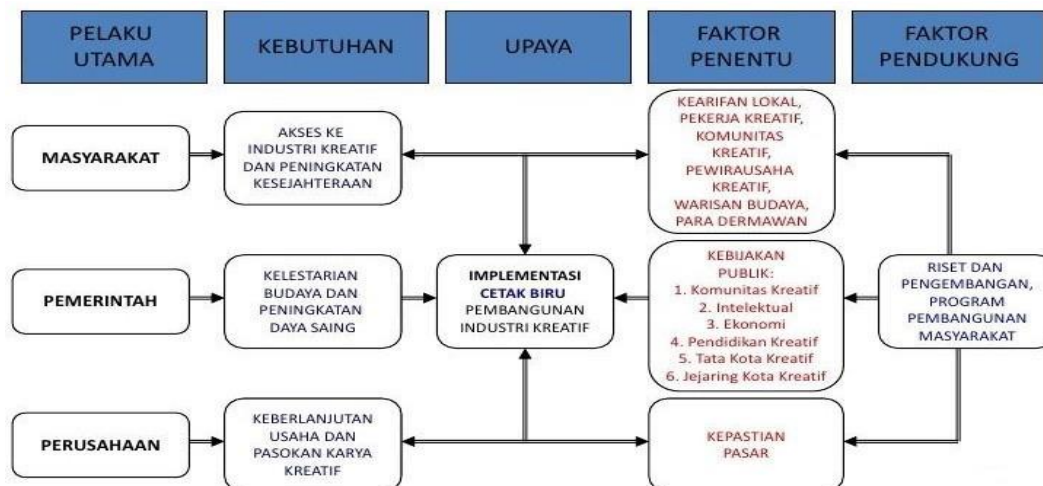 PELAKU
UTAMA
KEBUTUHAN
UPAYA
FAKTOR
PENENTU
FAKTOR
PENDUKUNG
MASYARAKAT
AKSES KE
INDUSTRI KREATIF
DAN PENINGKATAN
KESEJAHTERAAN
KEARIFAN LOKAL,
PEKERJA KREATIF,
KOMUNITAS
KREATIF,
PEWIRAUSAHA
KREATIF,
WARISAN BUDAYA,
PARA DERMAWAN
PEMERINTAH
KELESTARIAN
BUDAYA DAN
PENINGKATAN
DAYA SAING
IMPLEMENTASI
CETAK BIRU
PEMBANGUNAN
INDUSTRI KREATIF
KEBIJAKAN
PUBLIK:
1. Komunitas Kreatif
2. Intelektual
3. Ekonomi
4. Pendidikan Kreatif
5. Tata Kota Kreatif
6. Jejaring Kota Kreatif
RISET DAN
PENGEMBANGAN,
PROGRAM
PEMBANGUNAN
MASYARAKAT
PERUSAHAAN
KEBERLANJUTAN
USAHA DAN
PASOKAN KARYA
KREATIF
KEPASTIAN
PASAR